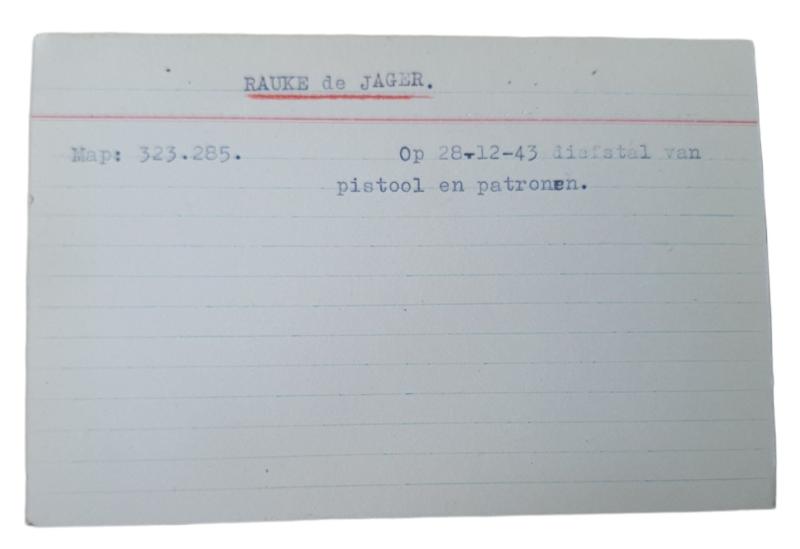 RAUKE de JAGER.
Map: 323.285. Op 28-12-43 diefstal van
pistool en patronen.